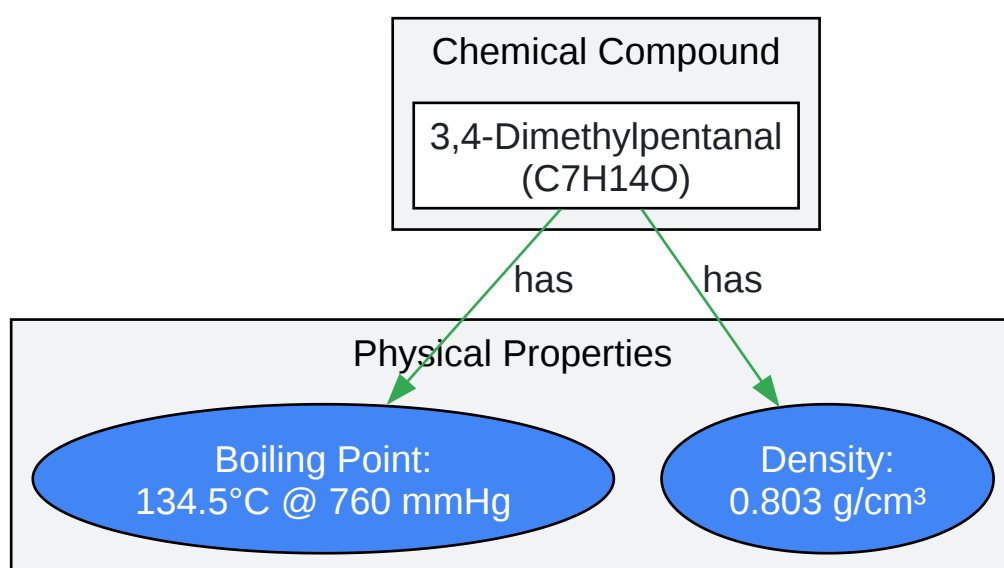 Chemical Compound
3,4-Dimethylpentanal
(C7H14O)
has
has
Physical Properties
Boiling Point:
134.5°C @ 760 mmHg
Density:
0.803 g/cm³